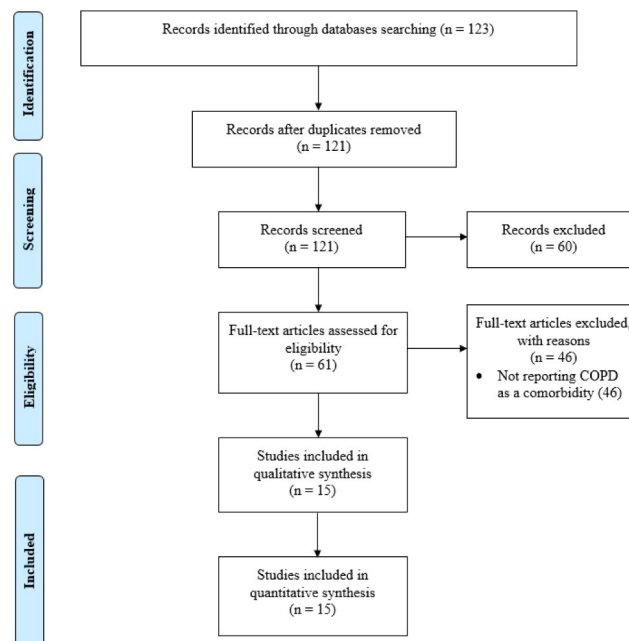 Identification
Records identified through databases searching (n = 123)
Records after duplicates removed
(n = 121)
Screening
Records screened
(n = 121)
Records excluded
(n = 60)
Eligibility
Full-text articles assessed for
eligibility
(n = 61)
Full-text articles excluded,
with reasons
(n = 46)
• Not reporting COPD
as a comorbidity (46)
Studies included in
qualitative synthesis
(n = 15)
Included
Studies included in
quantitative synthesis
(n = 15)